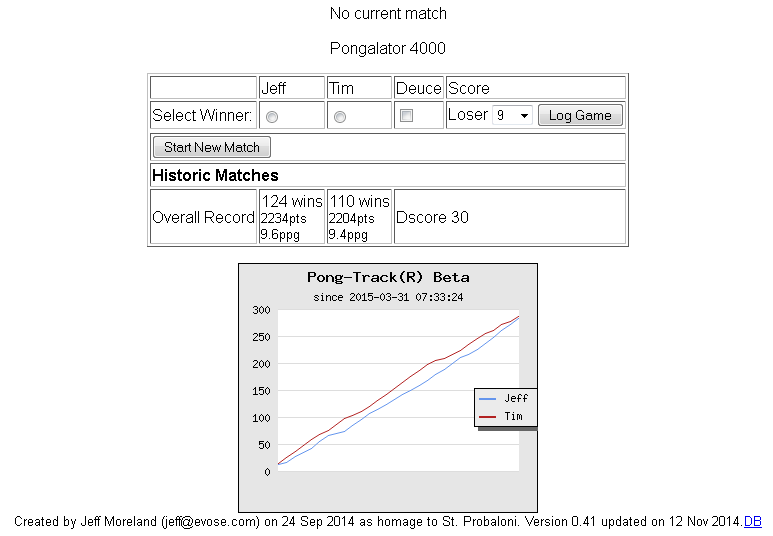 No current match
Pongalator 4000
Jeff Tim Deuce Score
Select Winner: Loser 9 Log Game
Start New Match
Historic Matches
Overall Record 124 wins 110 wins Dscore 30
2234pts 2204pts
9.6ppg 9.4ppg
Pong-Track(R) Beta
since 2015-03-31 07:33:24
300
250
200
150
100
50
0
Jeff
Tim
Created by Jeff Moreland (jeff@evose.com) on 24 Sep 2014 as homage to St. Probaloni. Version 0.41 updated on 12 Nov 2014.DB